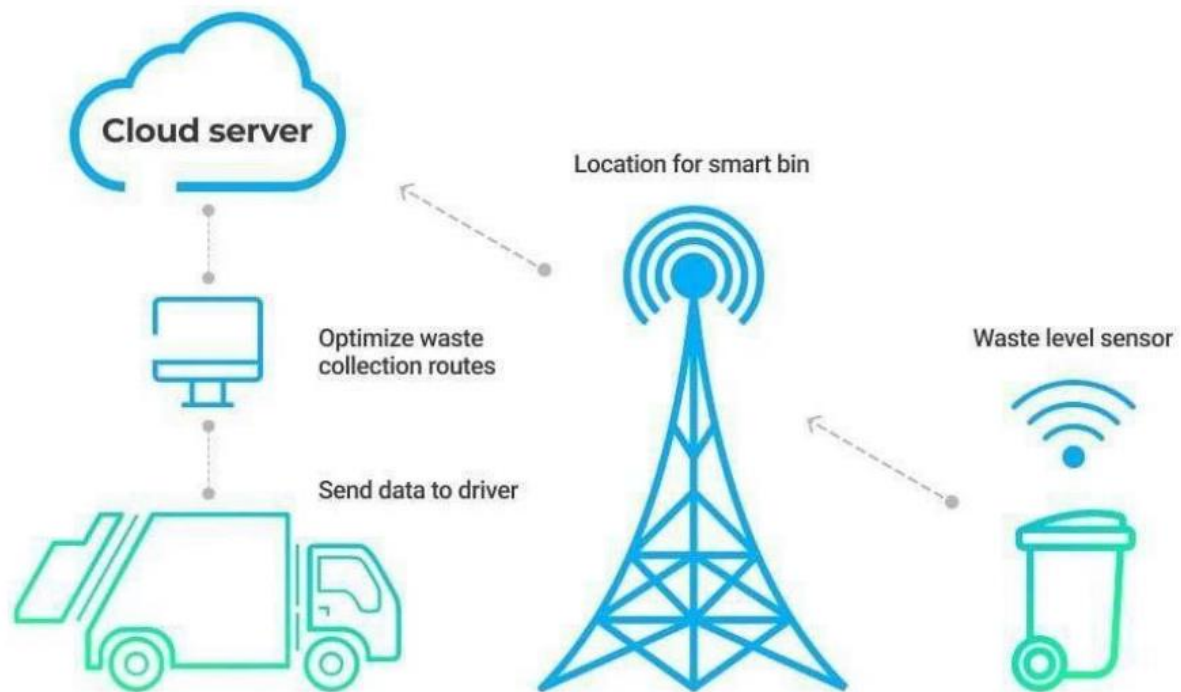 Cloud server
Location for smart bin
Optimize waste
collection routes
Waste level sensor
Send data to driver